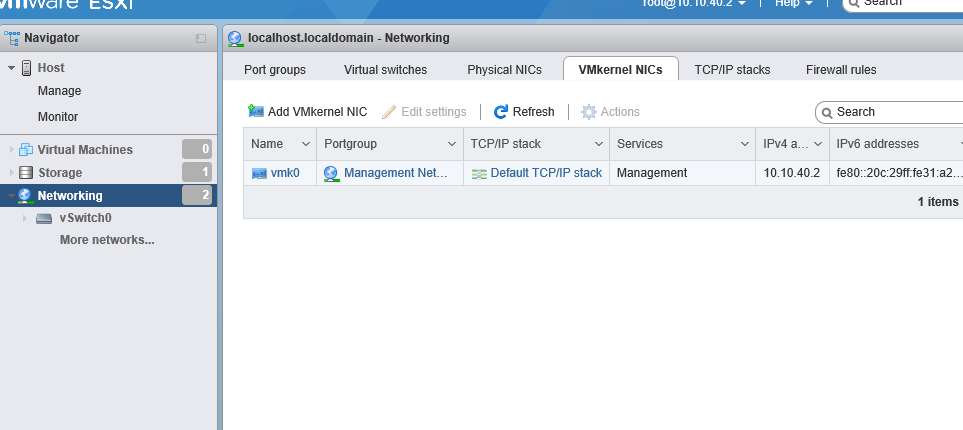 vmware ESXi
root@10.10.40.2
Help
Search
Navigator
localhost.localdomain - Networking
Host
Manage
Monitor
Virtual Machines 0
Storage 1
Networking 2
vSwitch0
More networks...
Port groups
Virtual switches
Physical NICs
VMkernel NICs
TCP/IP stacks
Firewall rules
Add VMkernel NIC
Edit settings
Refresh
Actions
Search
Name
Portgroup
TCP/IP stack
Services
IPv4 a...
IPv6 addresses
vmk0
Management Net...
Default TCP/IP stack
Management
10.10.40.2
fe80::20c:29ff:fe31:a2...
1 items